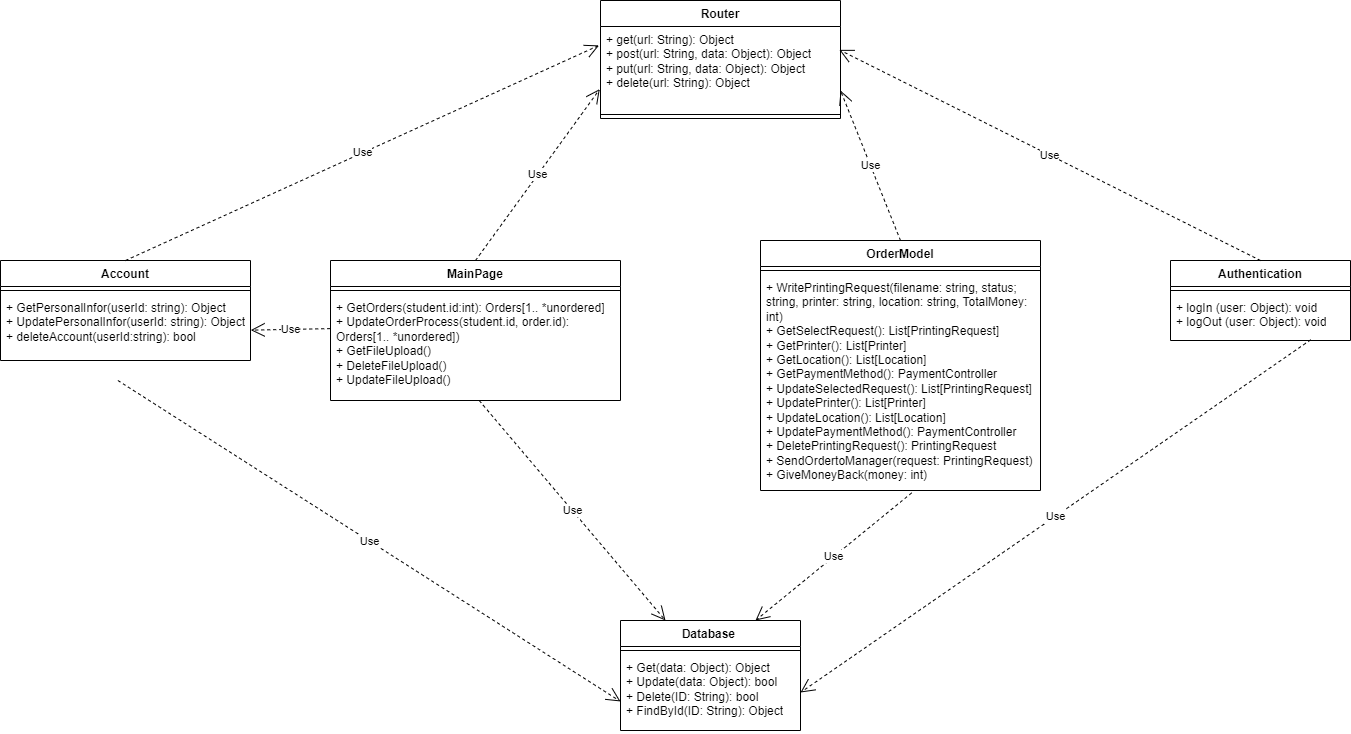 Router
+ get(url: String): Object
+ post(url: String, data: Object): Object
+ put(url: String, data: Object): Object
+ delete(url: String): Object
Use
Use
Use
Use
Account
+ GetPersonalInfor(userId: string): Object
+ UpdatePersonalInfor(userId: string): Object
+ deleteAccount(userId:string): bool
Use
MainPage
+ GetOrders(student.id:int): Orders[1.. *unordered]
+ UpdateOrderProcess(student.id, order.id):
Orders[1.. *unordered])
+ GetFileUpload()
+ DeleteFileUpload()
+ UpdateFileUpload()
OrderModel
+ WritePrintingRequest(filename: string, status;
string, printer: string, location: string, TotalMoney:
int)
+ GetSelectRequest(): List[PrintingRequest]
+ GetPrinter(): List[Printer]
+ GetLocation(): List[Location]
+ GetPaymentMethod(): PaymentController
+ UpdateSelectedRequest(): List[PrintingRequest]
+ UpdatePrinter(): List[Printer]
+ UpdateLocation(): List[Location]
+ UpdatePaymentMethod(): PaymentController
+ DeletePrintingRequest(): PrintingRequest
+ SendOrdertoManager(request: PrintingRequest)
+ GiveMoneyBack(money: int)
Authentication
+ logIn (user: Object): void
+ logOut (user: Object): void
Use
Use
Use
Use
Database
+ Get(data: Object): Object
+ Update(data: Object): bool
+ Delete(ID: String): bool
+ FindById(ID: String): Object